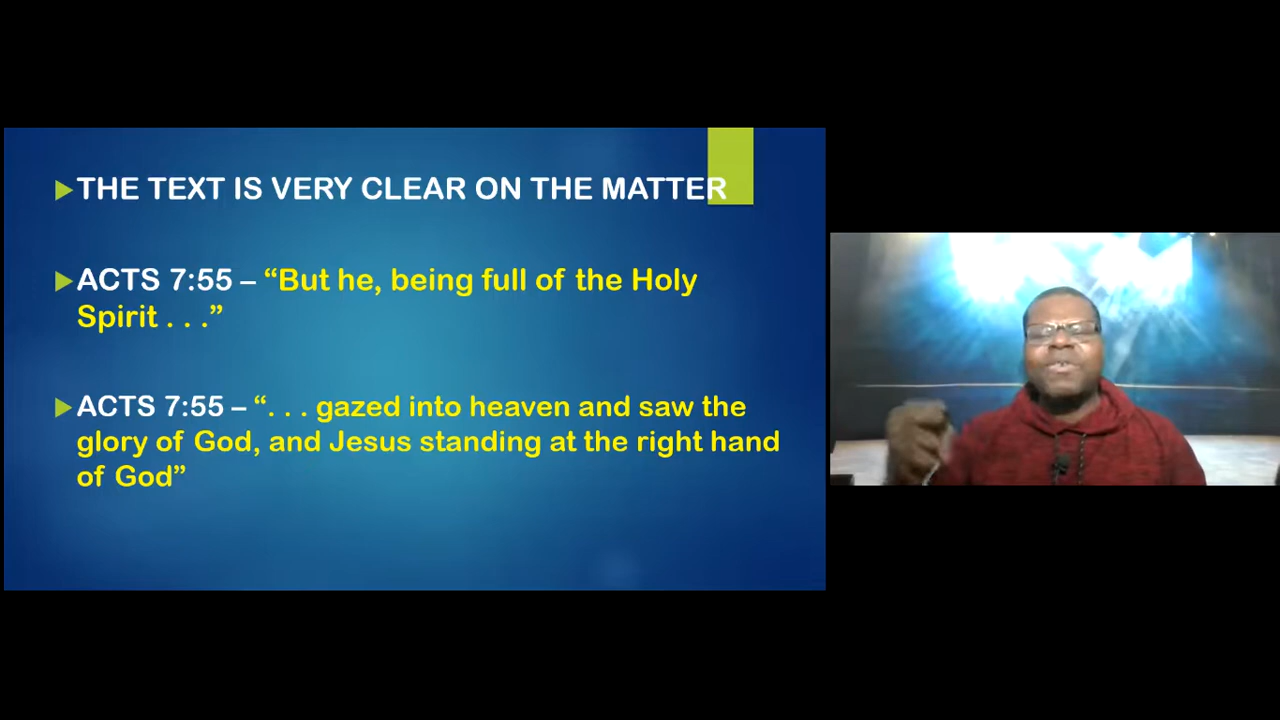 THE TEXT IS VERY CLEAR ON THE MATTER
ACTS 7:55 – “But he, being full of the Holy
Spirit . . .”
ACTS 7:55 – “. . . gazed into heaven and saw the
glory of God, and Jesus standing at the right hand
of God”